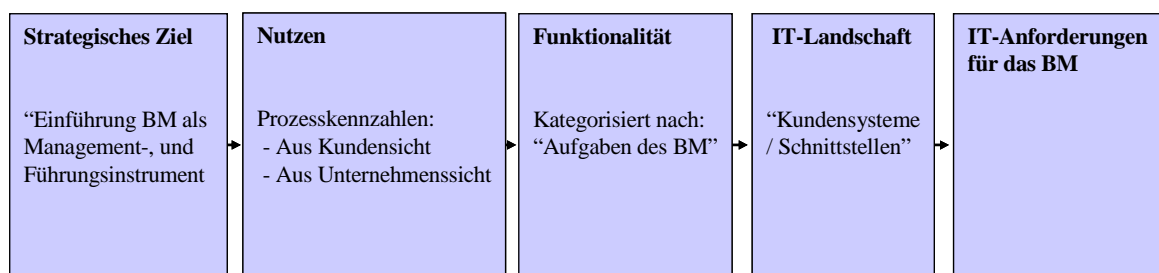 Strategisches Ziel
“Einführung BM als
Management-, und
Führungsinstrument
Nutzen
Prozesskennzahlen:
- Aus Kundensicht
- Aus Unternehmenssicht
Funktionalität
Kategorisiert nach:
“Aufgaben des BM”
IT-Landschaft
“Kundensysteme
/ Schnittstellen”
IT-Anforderungen
für das BM